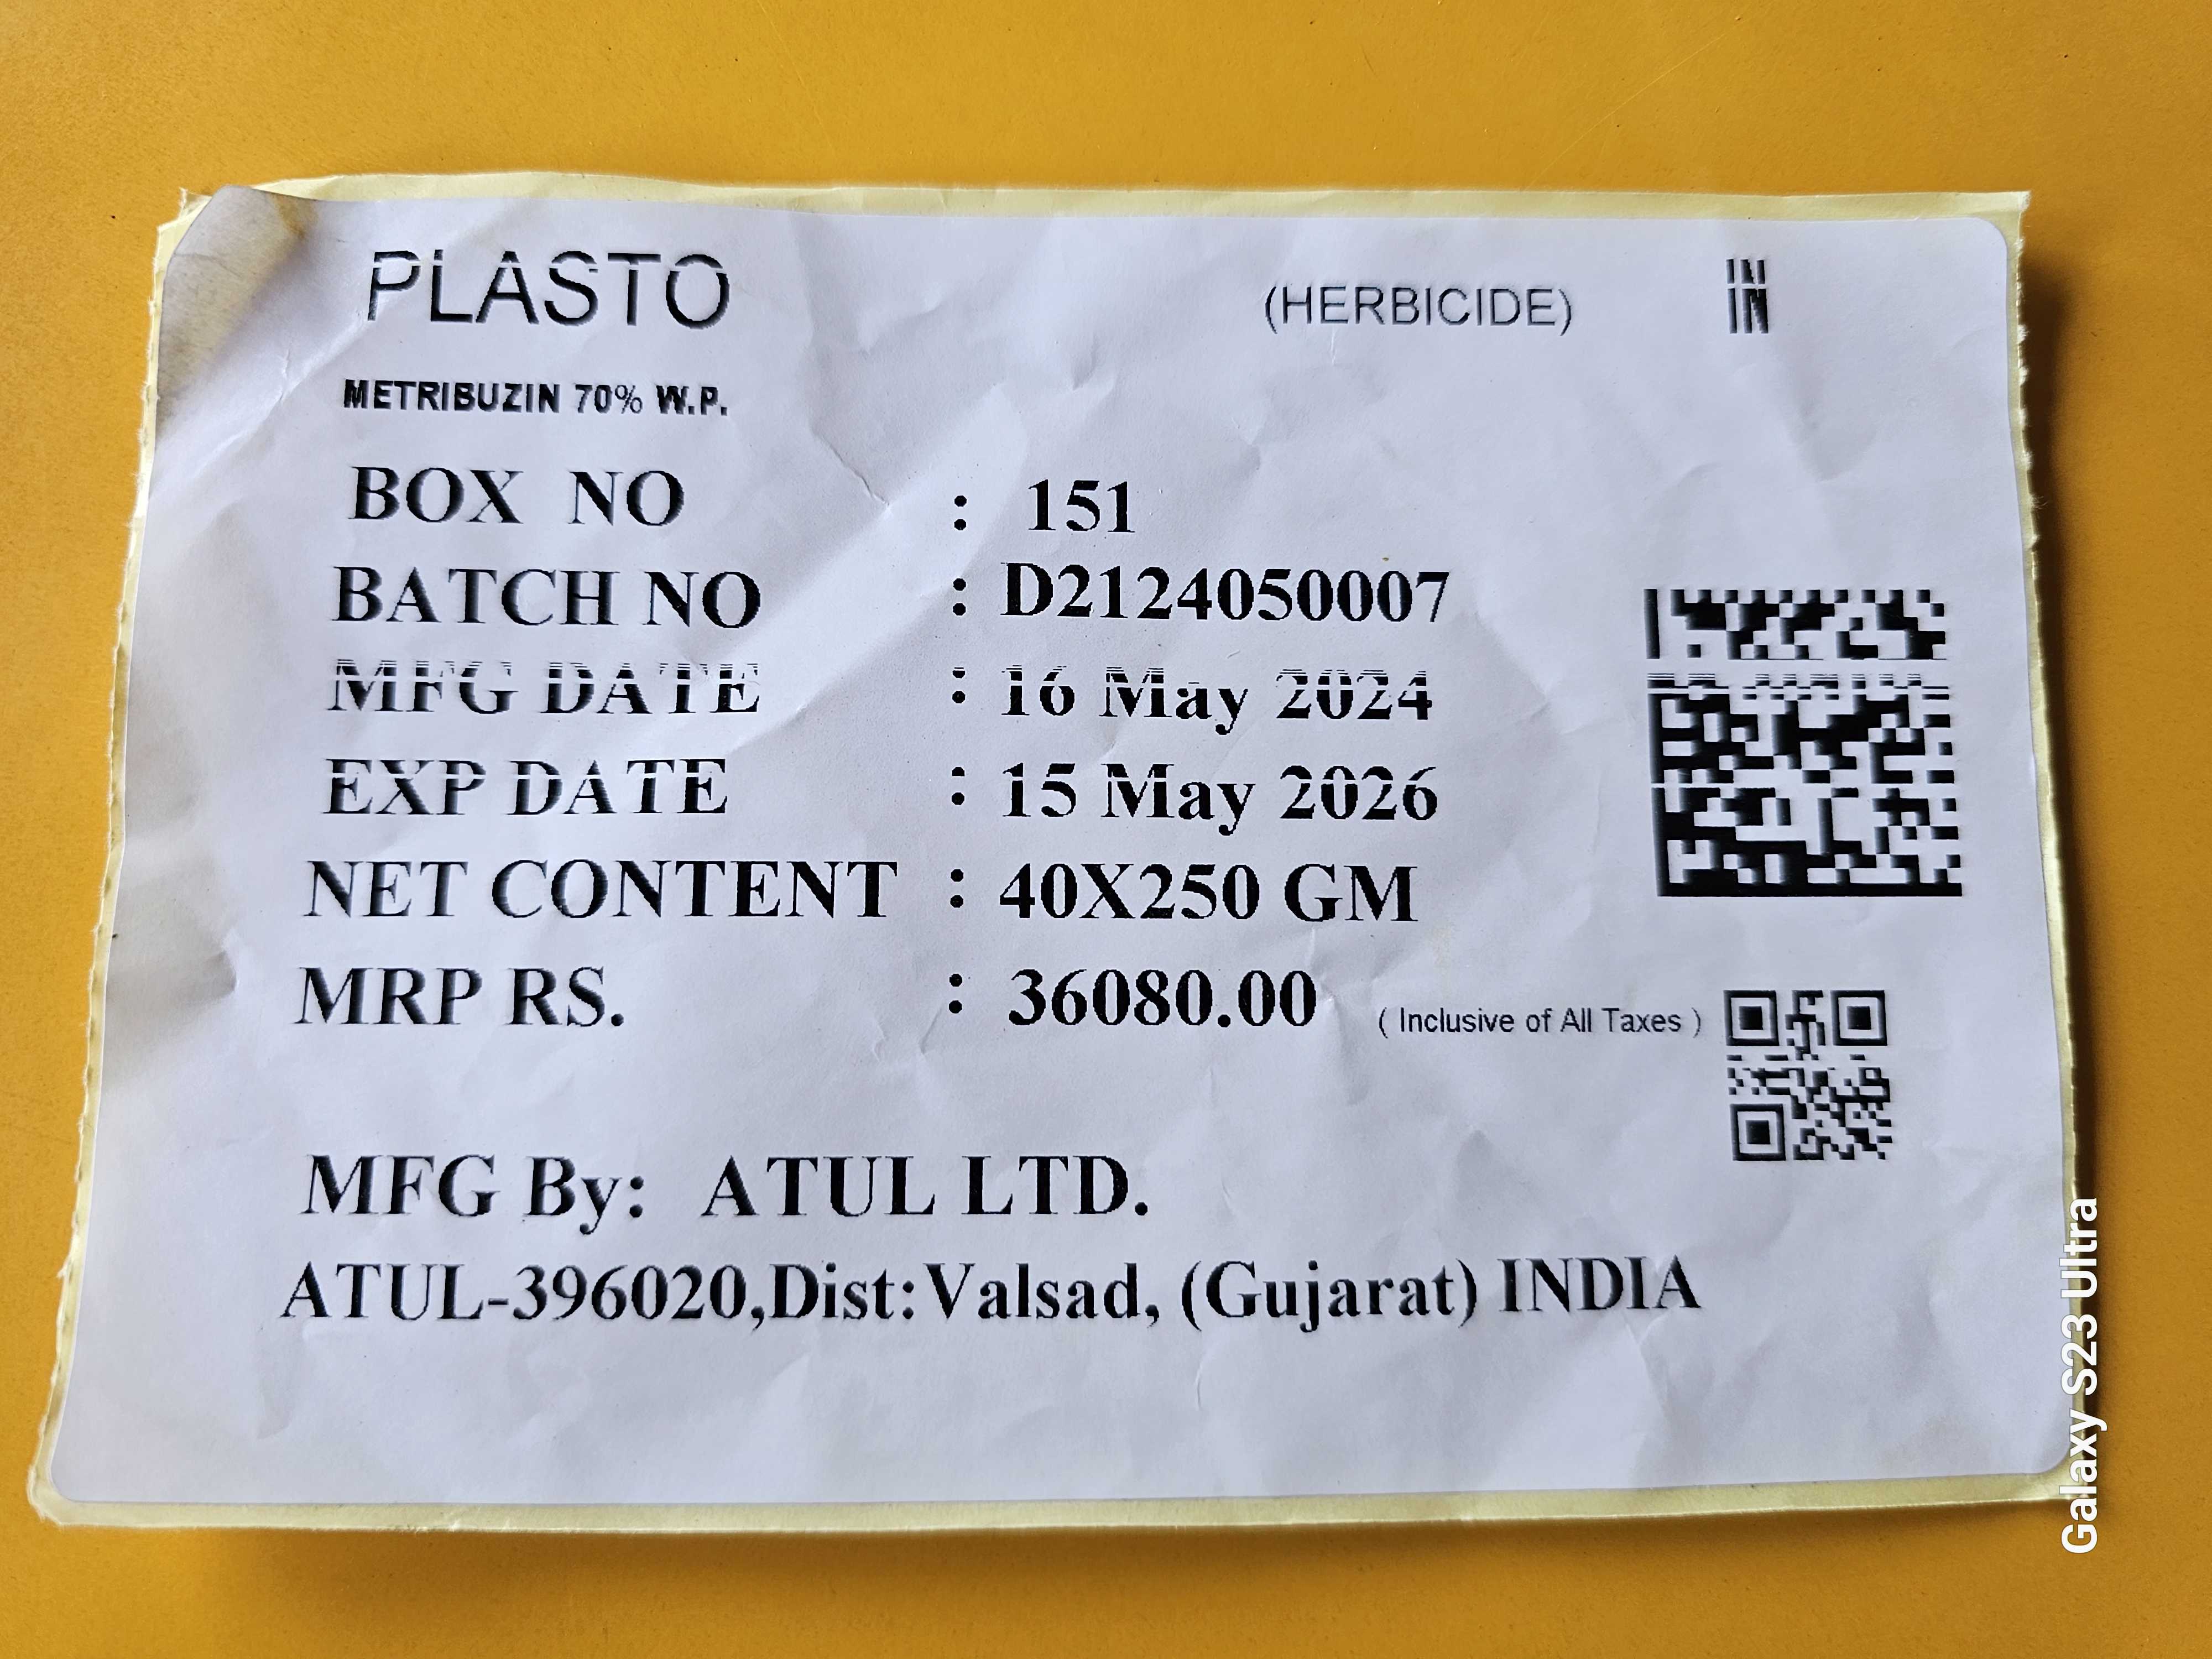 PLASTO (HERBICIDE) IN
METRIBUZIN 70% W.P.
BOX NO : 151
BATCH NO : D2124050007
MFG DATE : 16 May 2024
EXP DATE : 15 May 2026
NET CONTENT : 40X250 GM
MRP RS. : 36080.00 ( Inclusive of All Taxes )
MFG By: ATUL LTD.
ATUL-396020,Dist:Valsad, (Gujarat) INDIA
Galaxy S23 Ultra